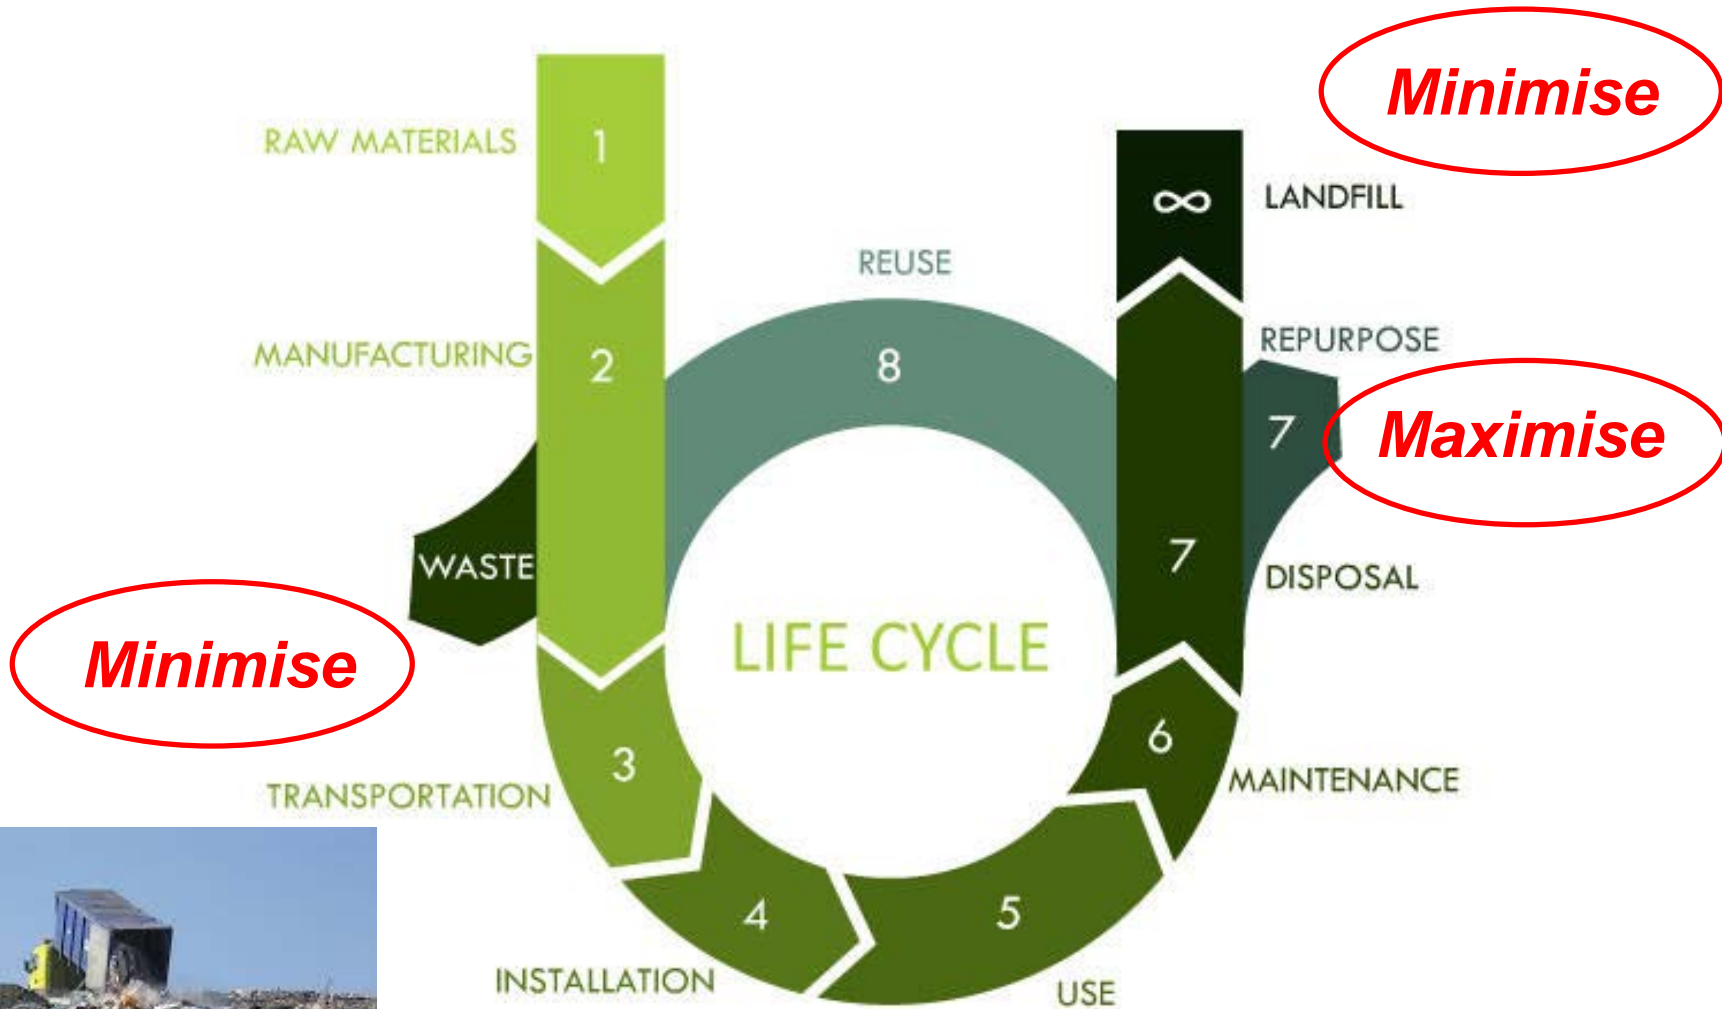 Minimise
RAW MATERIALS
1
∞
LANDFILL
REUSE
REPURPOSE
MANUFACTURING
2
8
7
Maximise
WASTE
7
DISPOSAL
LIFE CYCLE
Minimise
3
6
TRANSPORTATION
MAINTENANCE
4
5
INSTALLATION
USE